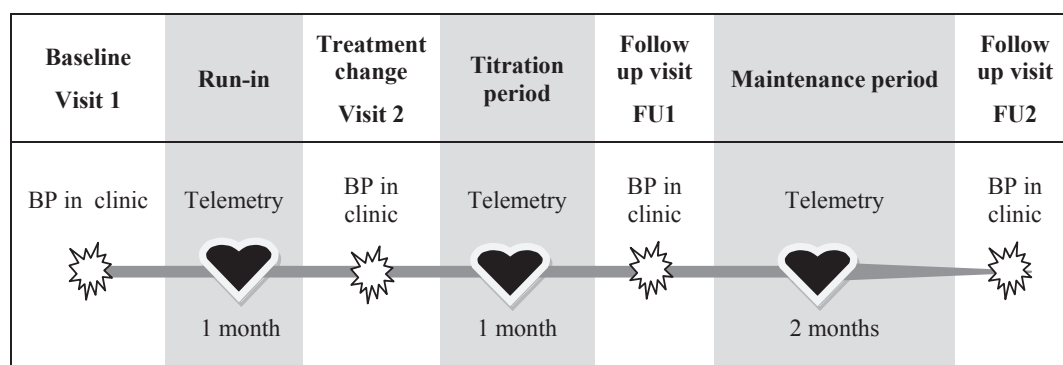 Baseline
Visit 1
Run-in
Treatment
change
Visit 2
Titration
period
Follow
up visit
FU1
Maintenance period
Follow
up visit
FU2
BP in clinic
Telemetry
BP in
clinic
Telemetry
BP in
clinic
Telemetry
BP in
clinic
1 month
1 month
2 months